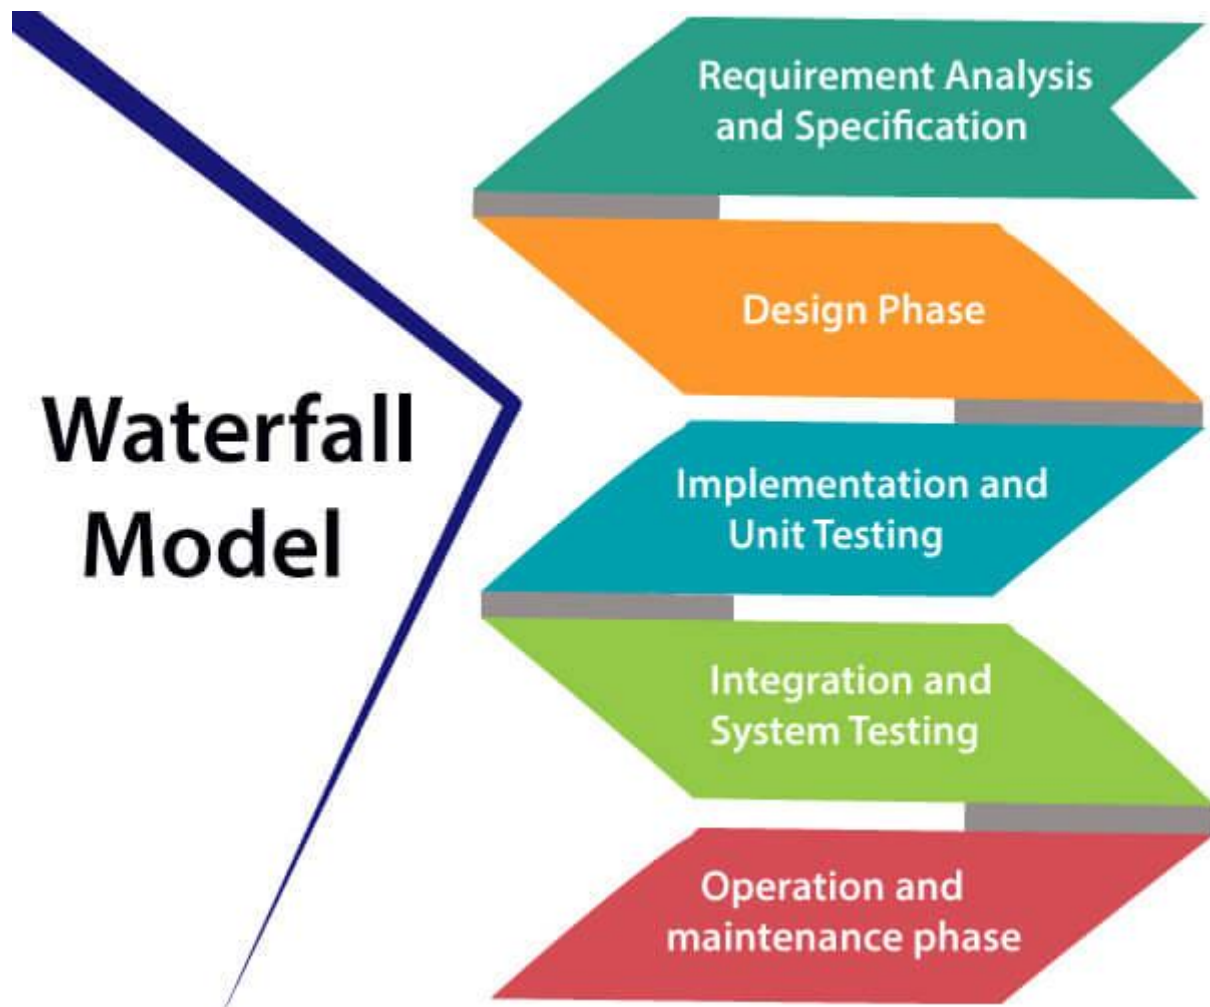 Waterfall
Model
Requirement Analysis
and Specification
Design Phase
Implementation and
Unit Testing
Integration and
System Testing
Operation and
maintenance phase